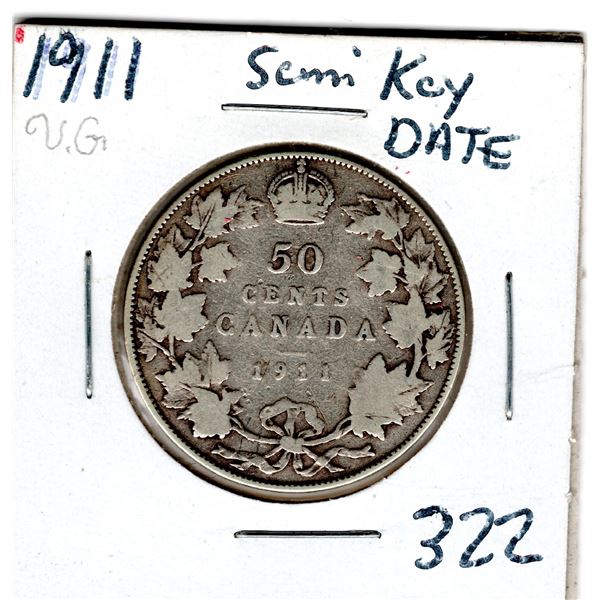 1911 Semi Key
V.G. DATE
50
CENTS
CANADA
1911
322